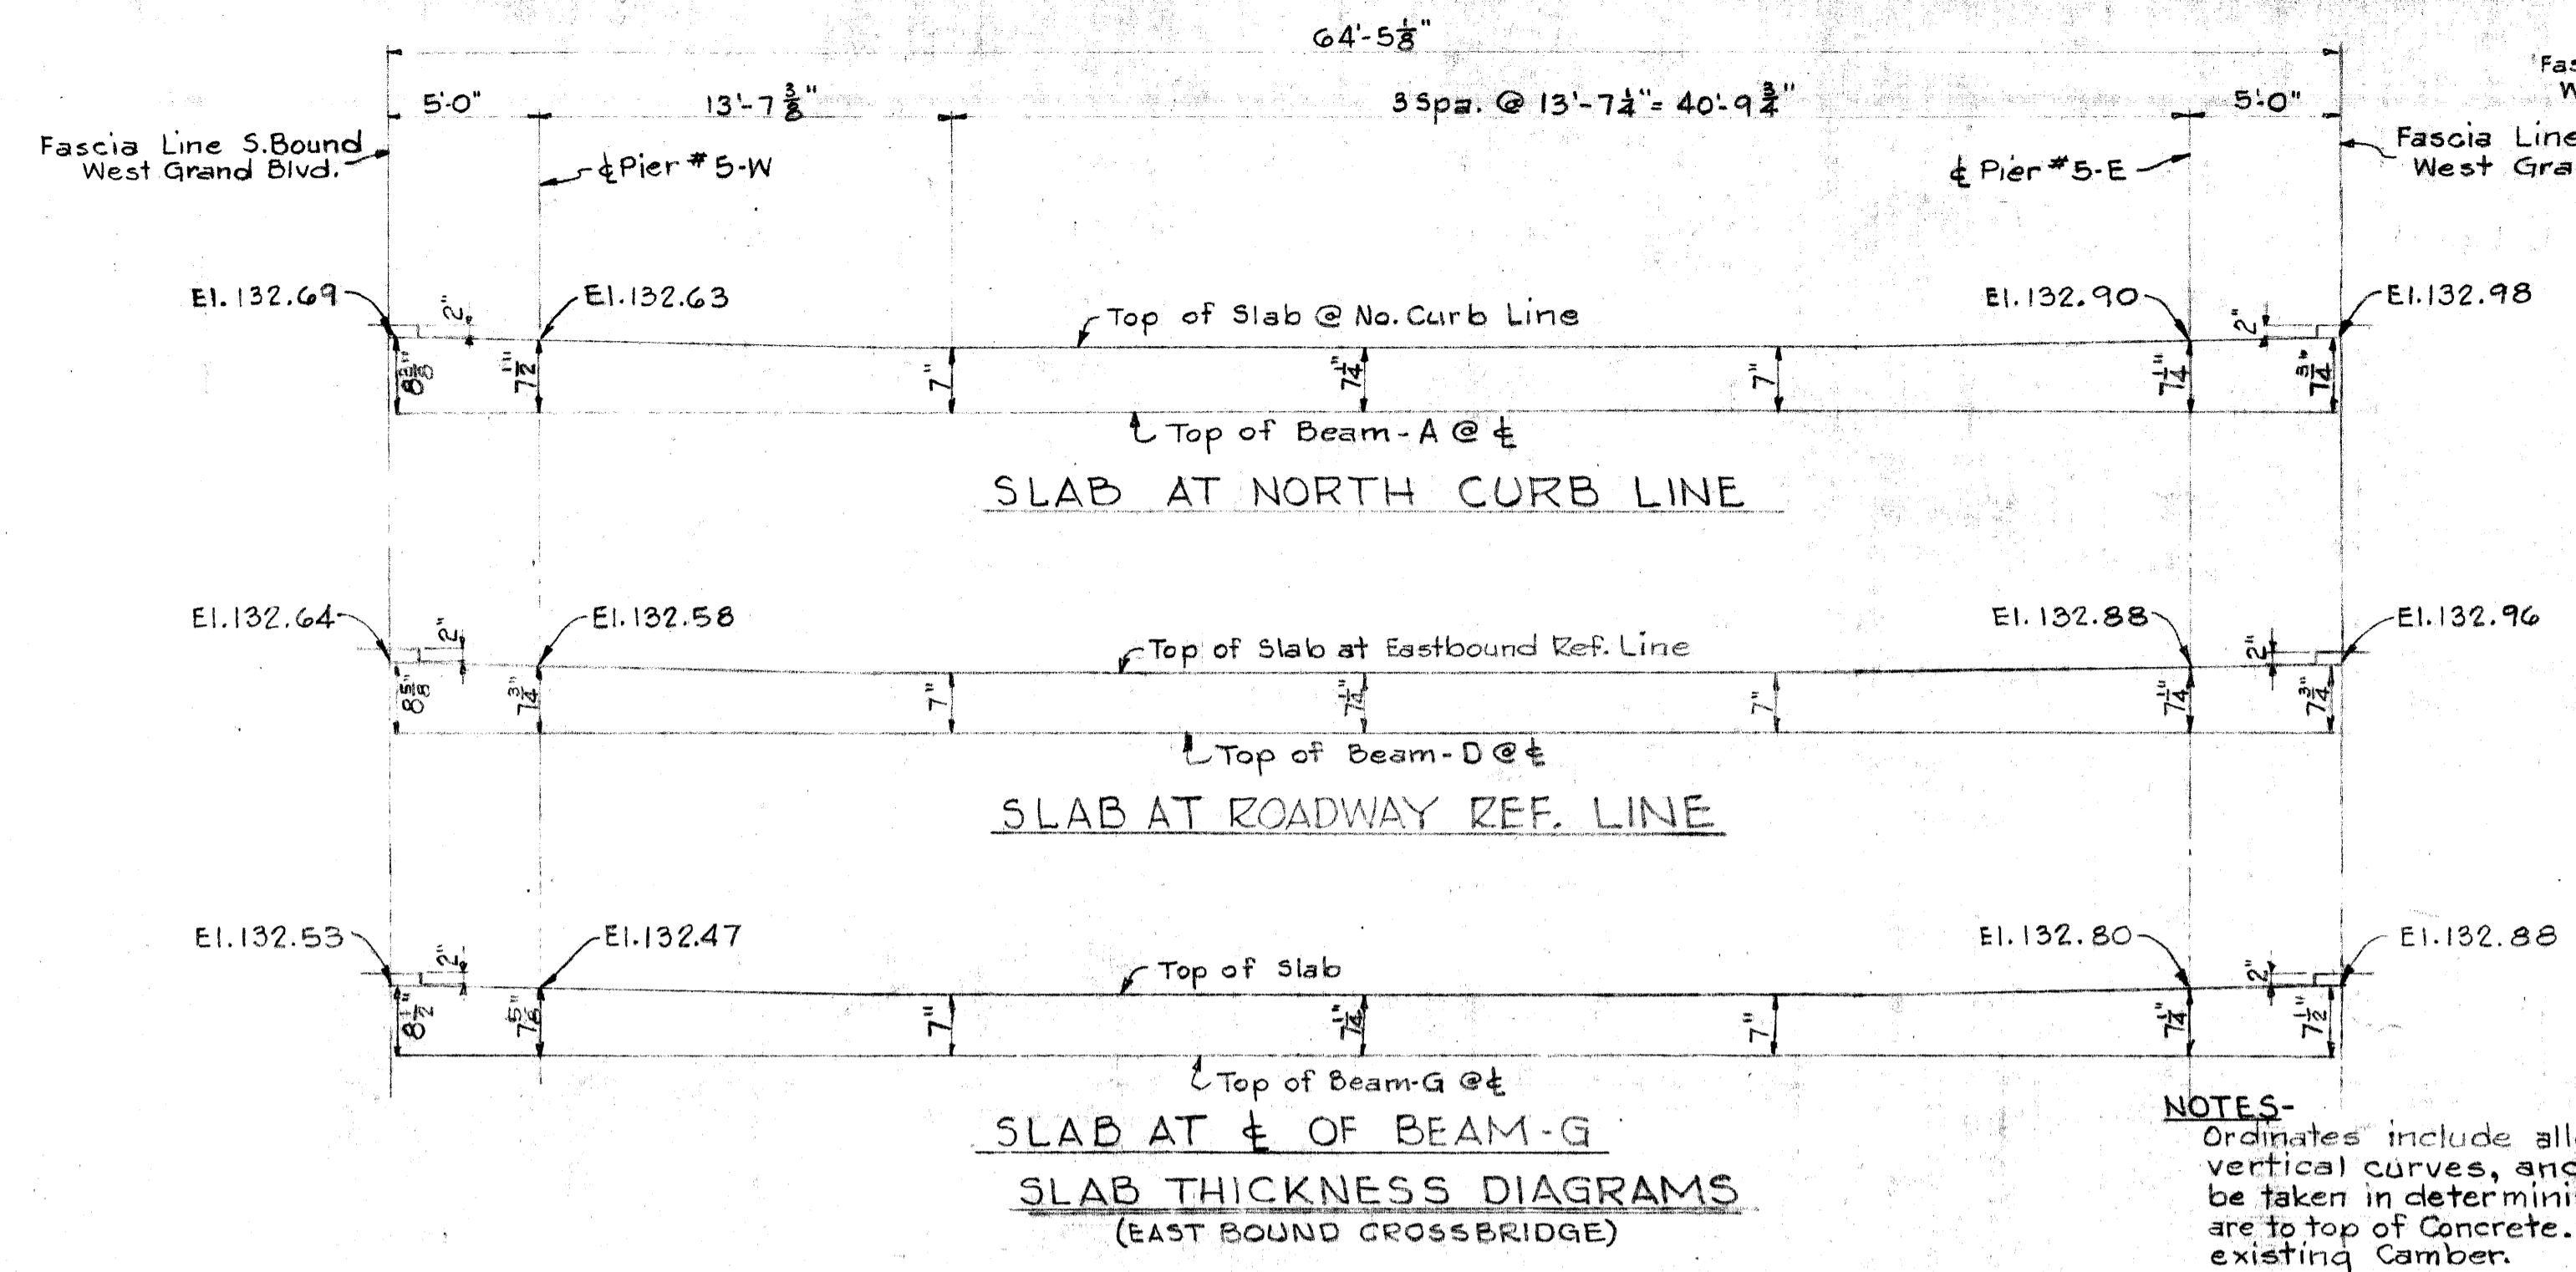 64'-5⅛"
5'-0"
13'-7⅜"
3 Spa. @ 13'-7¼" = 40'-9¾"
5'-0"
Fascia Line S.Bound
West Grand Blvd.
℄ Pier #5-W
℄ Pier #5-E
Fascia Line
West
El. 132.69
2"
El. 132.63
Top of Slab @ No. Curb Line
El. 132.90
2"
El. 132.98
8⅜"
7½"
7"
7¼"
7"
7¼"
7¾"
Top of Beam-A @ ℄
SLAB AT NORTH CURB LINE
El. 132.64
2"
El. 132.58
Top of Slab at Eastbound Ref. Line
El. 132.88
2"
El. 132.96
8⅝"
7¾"
7"
7¼"
7"
7¼"
7¾"
Top of Beam-D @ ℄
SLAB AT ROADWAY REF. LINE
El. 132.53
2"
El. 132.47
Top of Slab
El. 132.80
2"
El. 132.88
8½"
7⅝"
7"
7¼"
7"
7¼"
7½"
Top of Beam-G @ ℄
SLAB AT ℄ OF BEAM-G
SLAB THICKNESS DIAGRAMS
(EAST BOUND CROSSBRIDGE)
NOTES-
Ordinates include
vertical curves,
be taken in
are to top of Concrete.
existing Camber.